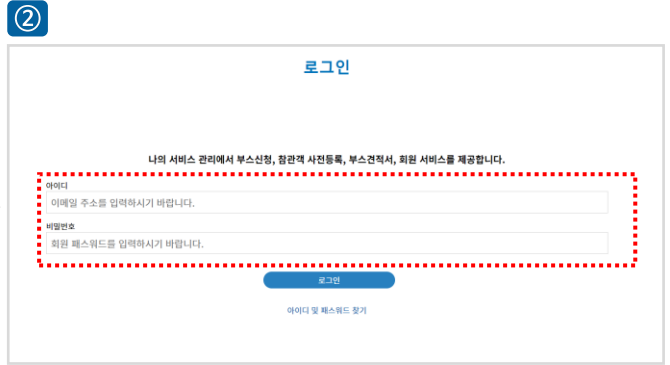 ②
로그인
나의 서비스 관리에서 부스신청, 참관객 사전등록, 부스견적서, 회원 서비스를 제공합니다.
아이디
이메일 주소를 입력하시기 바랍니다.
비밀번호
회원 패스워드를 입력하시기 바랍니다.
로그인
아이디 및 패스워드 찾기